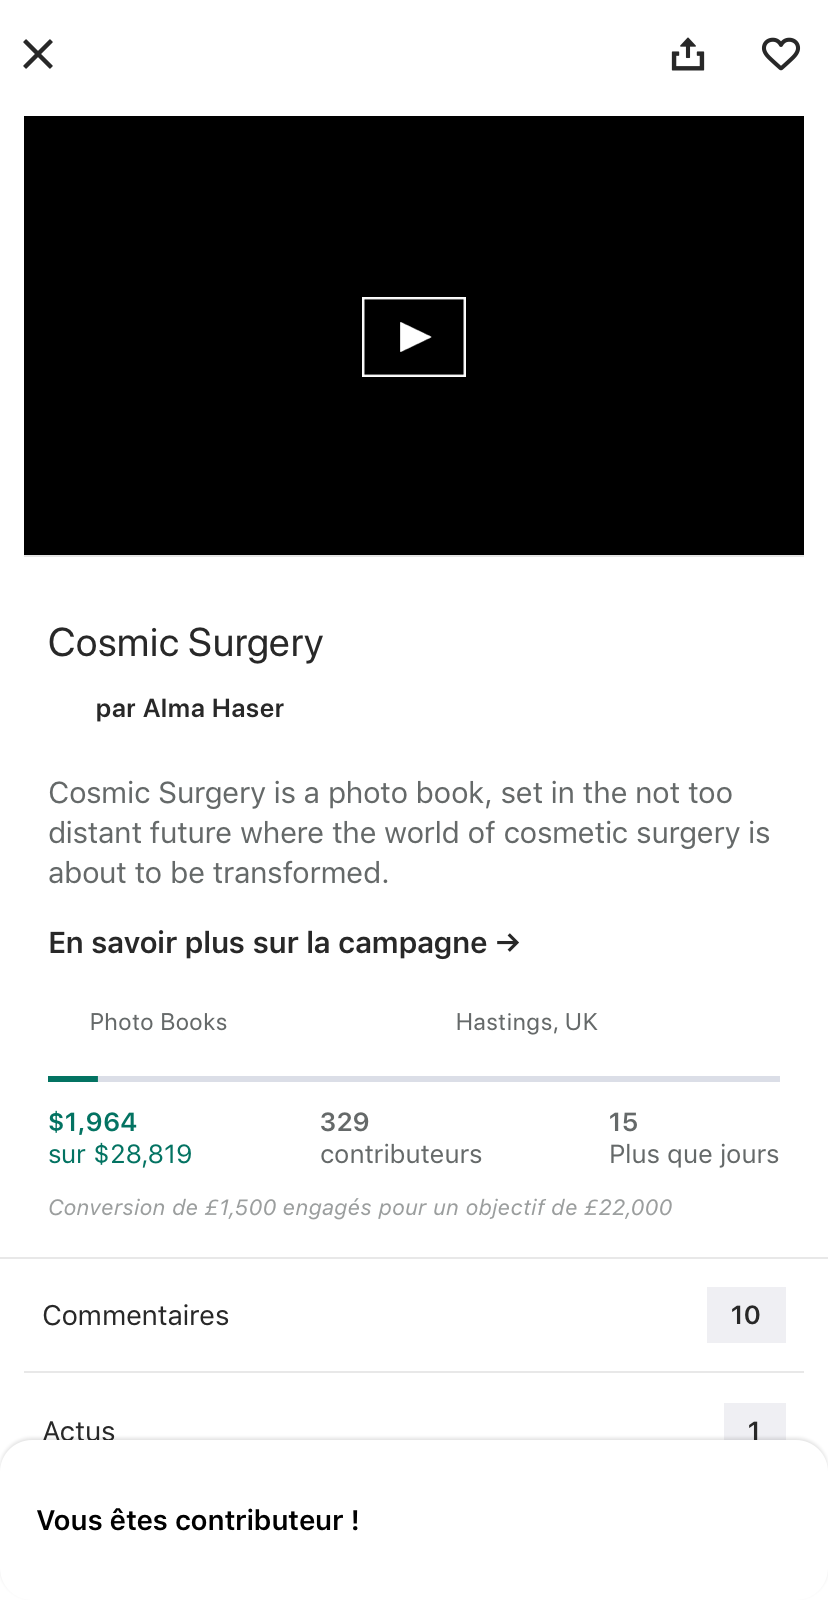 Cosmic Surgery
par Alma Haser
Cosmic Surgery is a photo book, set in the not too
distant future where the world of cosmetic surgery is
about to be transformed.
En savoir plus sur la campagne →
Photo Books
Hastings, UK
$1,964
sur $28,819
329
contributeurs
15
Plus que jours
Conversion de £1,500 engagés pour un objectif de £22,000
Commentaires
10
Actus
1
Vous êtes contributeur !